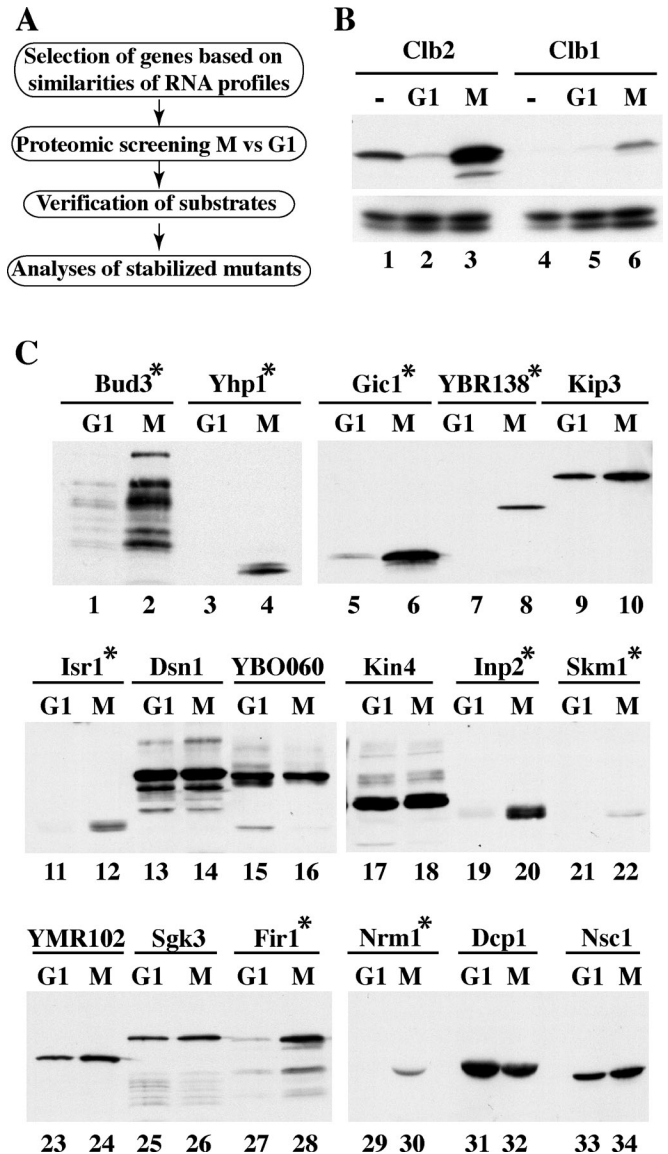 A
Selection of genes based on
similarities of RNA profiles
Proteomic screening M vs G1
Verification of substrates
Analyses of stabilized mutants
B
Clb2 Clb1
- G1 M - G1 M
1 2 3 4 5 6
C
Bud3* Yhp1* Gic1* YBR138* Kip3
G1 M G1 M G1 M G1 M G1 M
1 2 3 4 5 6 7 8 9 10
Isr1* Dsn1 YBO060 Kin4 Inp2* Skm1*
G1 M G1 M G1 M G1 M G1 M G1 M
11 12 13 14 15 16 17 18 19 20 21 22
YMR102 Sgk3 Fir1* Nrm1* Dcp1 Nsc1
G1 M G1 M G1 M G1 M G1 M G1 M
23 24 25 26 27 28 29 30 31 32 33 34